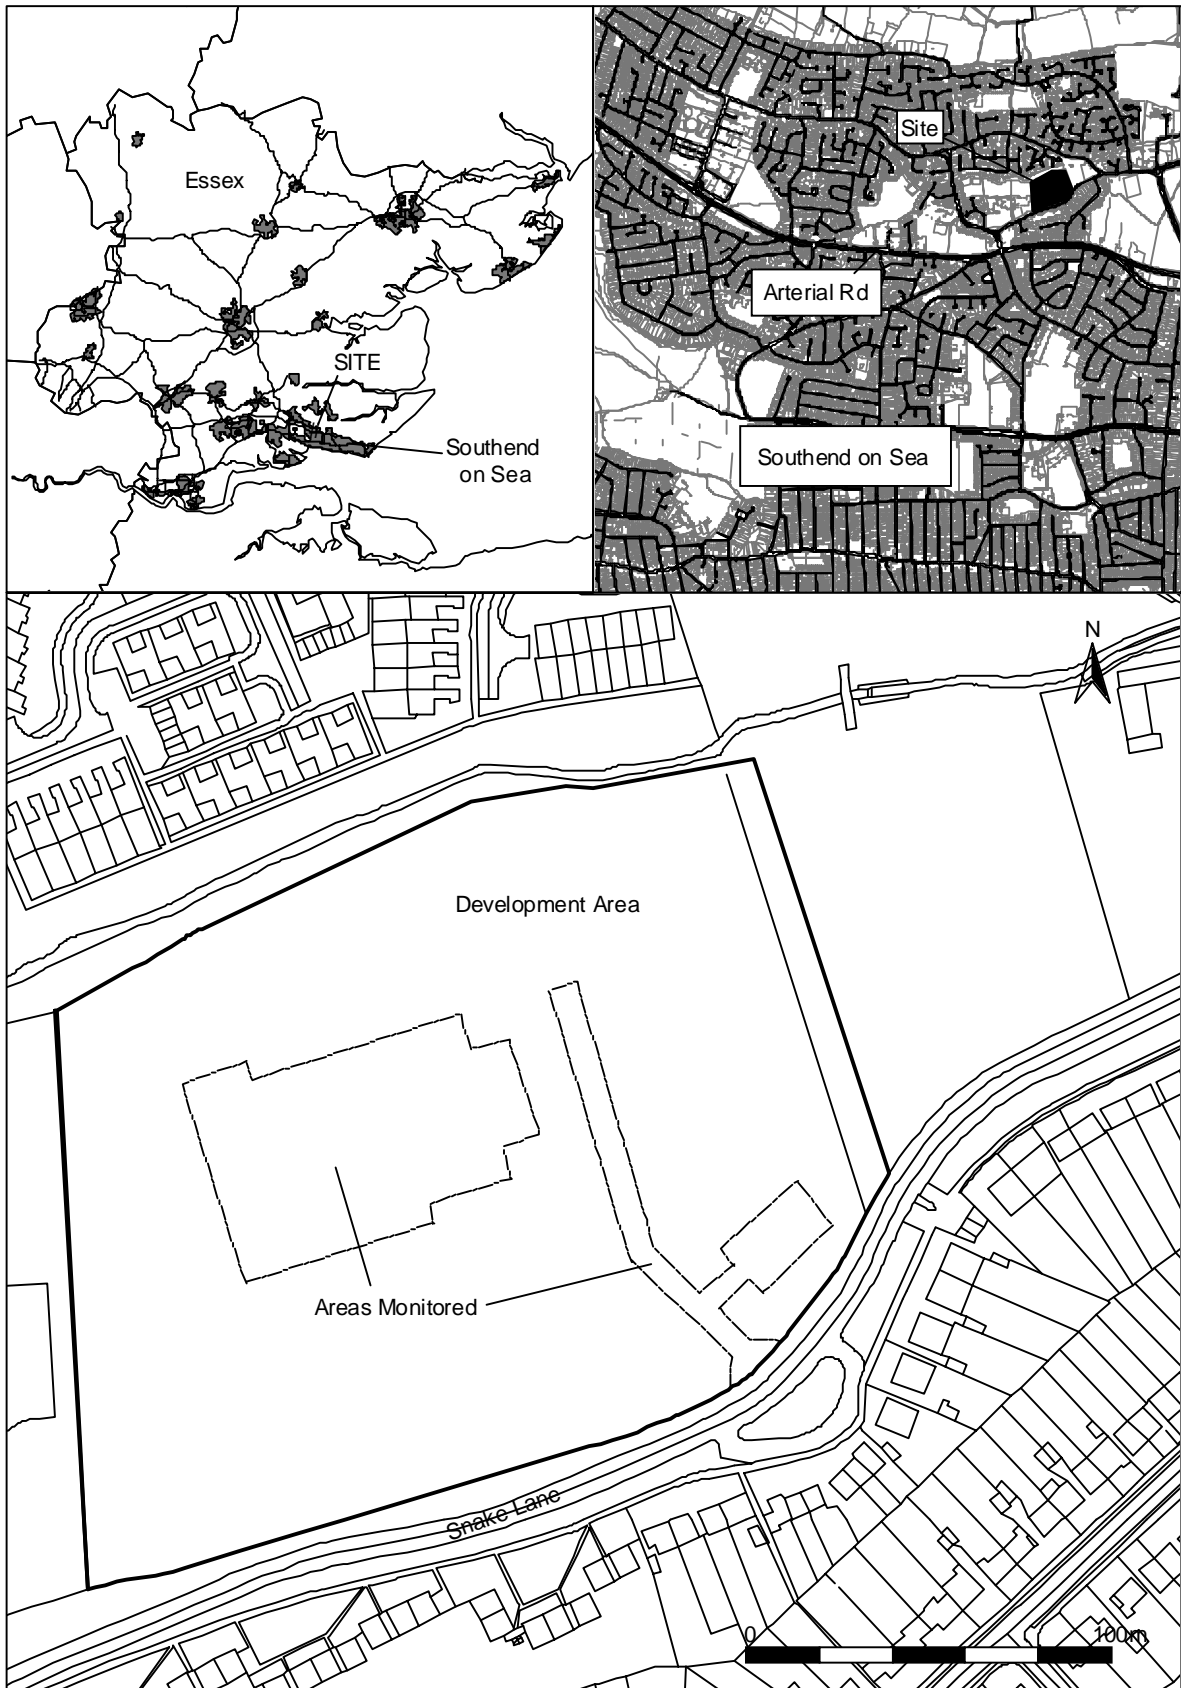 Essex
SITE
Southend
on Sea
Site
Arterial Rd
Southend on Sea
N
Development Area
Areas Monitored
Snake Lane
0
100m